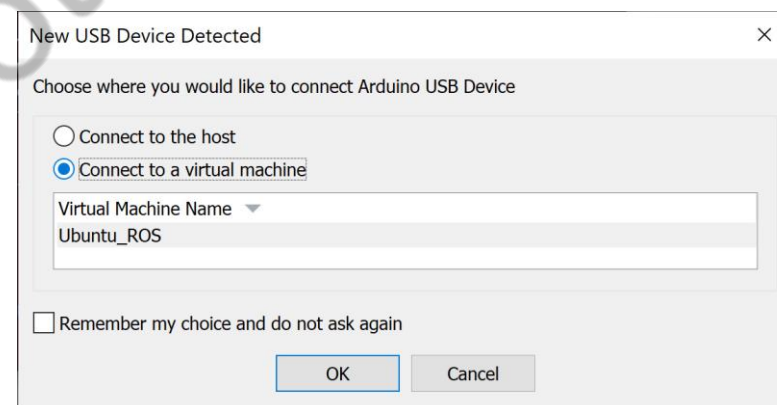 New USB Device Detected
Choose where you would like to connect Arduino USB Device
Connect to the host
Connect to a virtual machine
Virtual Machine Name
Ubuntu_ROS
Remember my choice and do not ask again
OK Cancel